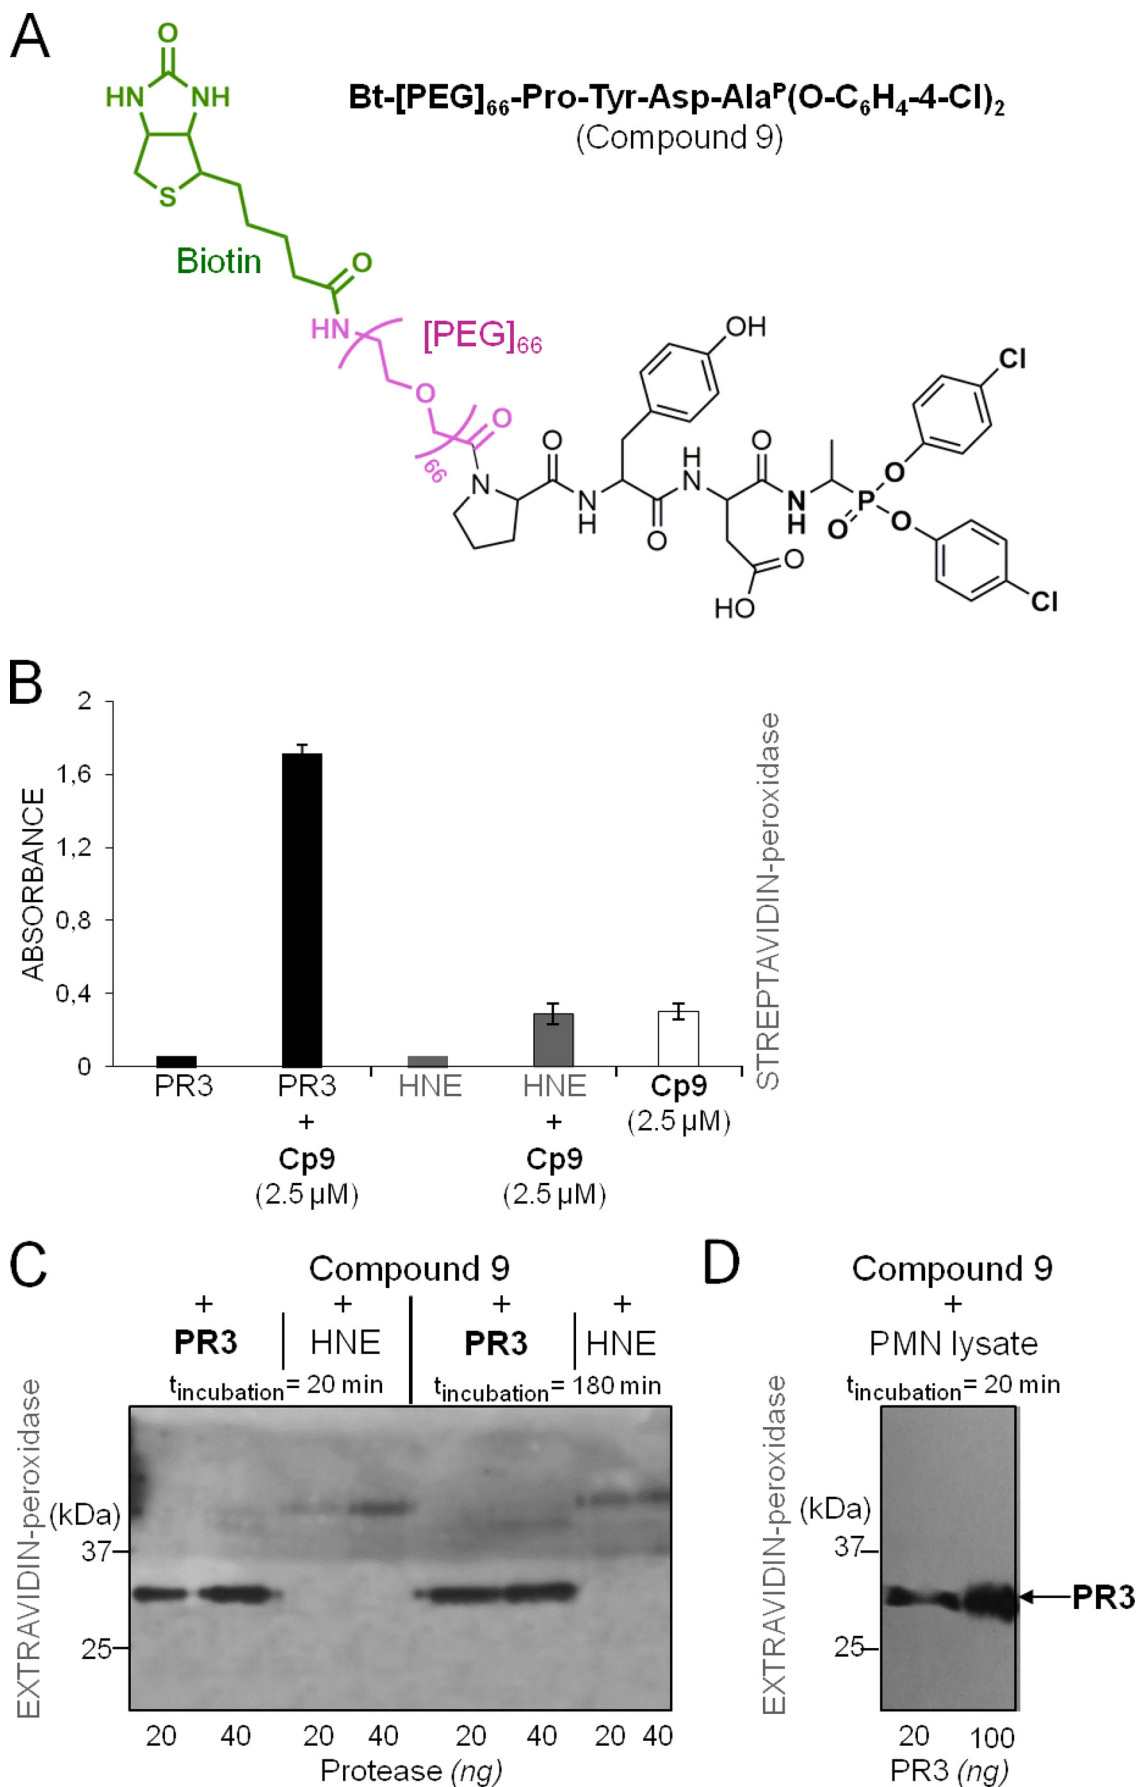 A
Bt-[PEG]66-Pro-Tyr-Asp-AlaP(O-C6H4-4-Cl)2
(Compound 9)
O
HN NH
S
Biotin
O
HN
[PEG]66
O
O
66
OH
Cl
O
N
N
H
O
H
N
O
N
H
O
P
O
O
O
HO
Cl
B
ABSORBANCE
2
1,6
1,2
0,8
0,4
0
PR3
PR3
+
Cp9
(2.5 µM)
HNE
HNE
+
Cp9
(2.5 µM)
Cp9
(2.5 µM)
STREPTAVIDIN-peroxidase
C
Compound 9
+ + + +
PR3 HNE PR3 HNE
tincubation= 20 min tincubation= 180 min
EXTRAVIDIN-peroxidase
(kDa)
37
25
20 40 20 40 20 40 20 40
Protease (ng)
D
Compound 9
+
PMN lysate
tincubation= 20 min
EXTRAVIDIN-peroxidase
(kDa)
37
25
PR3
20 100
PR3 (ng)